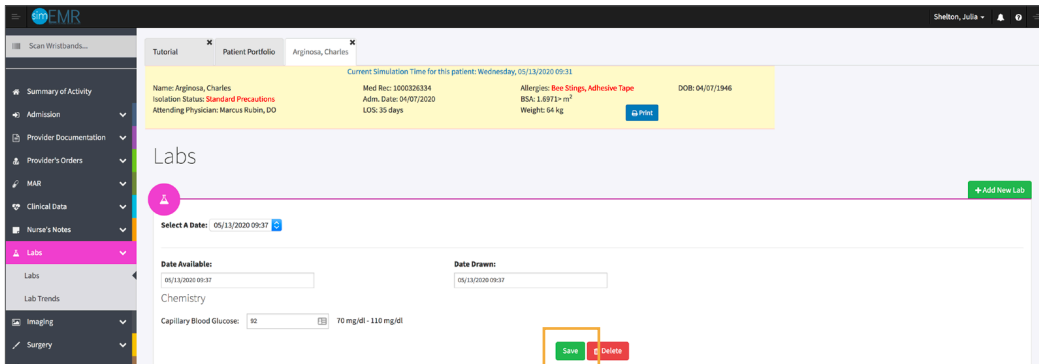 simEMR
Shelton, Julia
Scan Wristbands...
Tutorial
Patient Portfolio
Arginosa, Charles
Current Simulation Time for this patient: Wednesday, 05/13/2020 09:31
Name: Arginosa, Charles
Med Rec: 1000326334
Allergies: Bee Stings, Adhesive Tape
DOB: 04/07/1946
Isolation Status: Standard Precautions
Adm. Date: 04/07/2020
BSA: 1.6971> m²
Attending Physician: Marcus Rubin, DO
LOS: 35 days
Weight: 64 kg
Print
Summary of Activity
Admission
Provider Documentation
Provider's Orders
MAR
Clinical Data
Nurse's Notes
Labs
Labs
Lab Trends
Imaging
Surgery
Labs
+ Add New Lab
Select A Date: 05/13/2020 09:37
Date Available:
Date Drawn:
05/13/2020 09:37
05/13/2020 09:37
Chemistry
Capillary Blood Glucose: 92 70 mg/dl - 110 mg/dl
Save
Delete